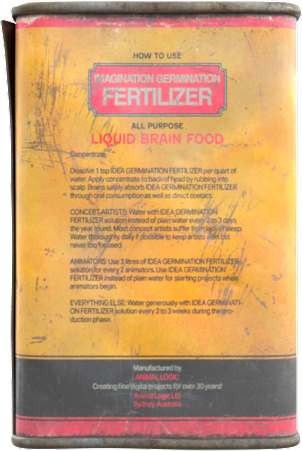 HOW TO USE
IMAGINATION GERMINATION
FERTILIZER
ALL PURPOSE
LIQUID BRAIN FOOD
Concentrate
Dissolve 1 tsp IDEA GERMINATION FERTILIZER per quart of
water. Apply concentrate to back of head by rubbing into
scalp. Brains safely absorb IDEA GERMINATION FERTILIZER
through oral consumption as well as direct contact.
CONCEPT ARTISTS: Water with IDEA GERMINATION
FERTILIZER solution instead of plain water every 2 to 3 days
the year round. Most concept artists suffer from lack of sleep.
Water thoroughly daily if possible to keep artists but
never too focused.
ANIMATORS: Use 2 litres of IDEA GERMINATION FERTILIZER
solution for every 2 animators. Use IDEA GERMINATION
FERTILIZER instead of plain water for starting projects where
animators begin.
EVERYTHING ELSE: Water generously with IDEA GERMINATI-
ON FERTILIZER solution every 2 to 3 weeks during the pro-
duction phase.
Manufactured by
ANIMAL LOGIC
Creating fine digital projects for over 30 years!
Animal Logic Ltd
Sydney, Australia